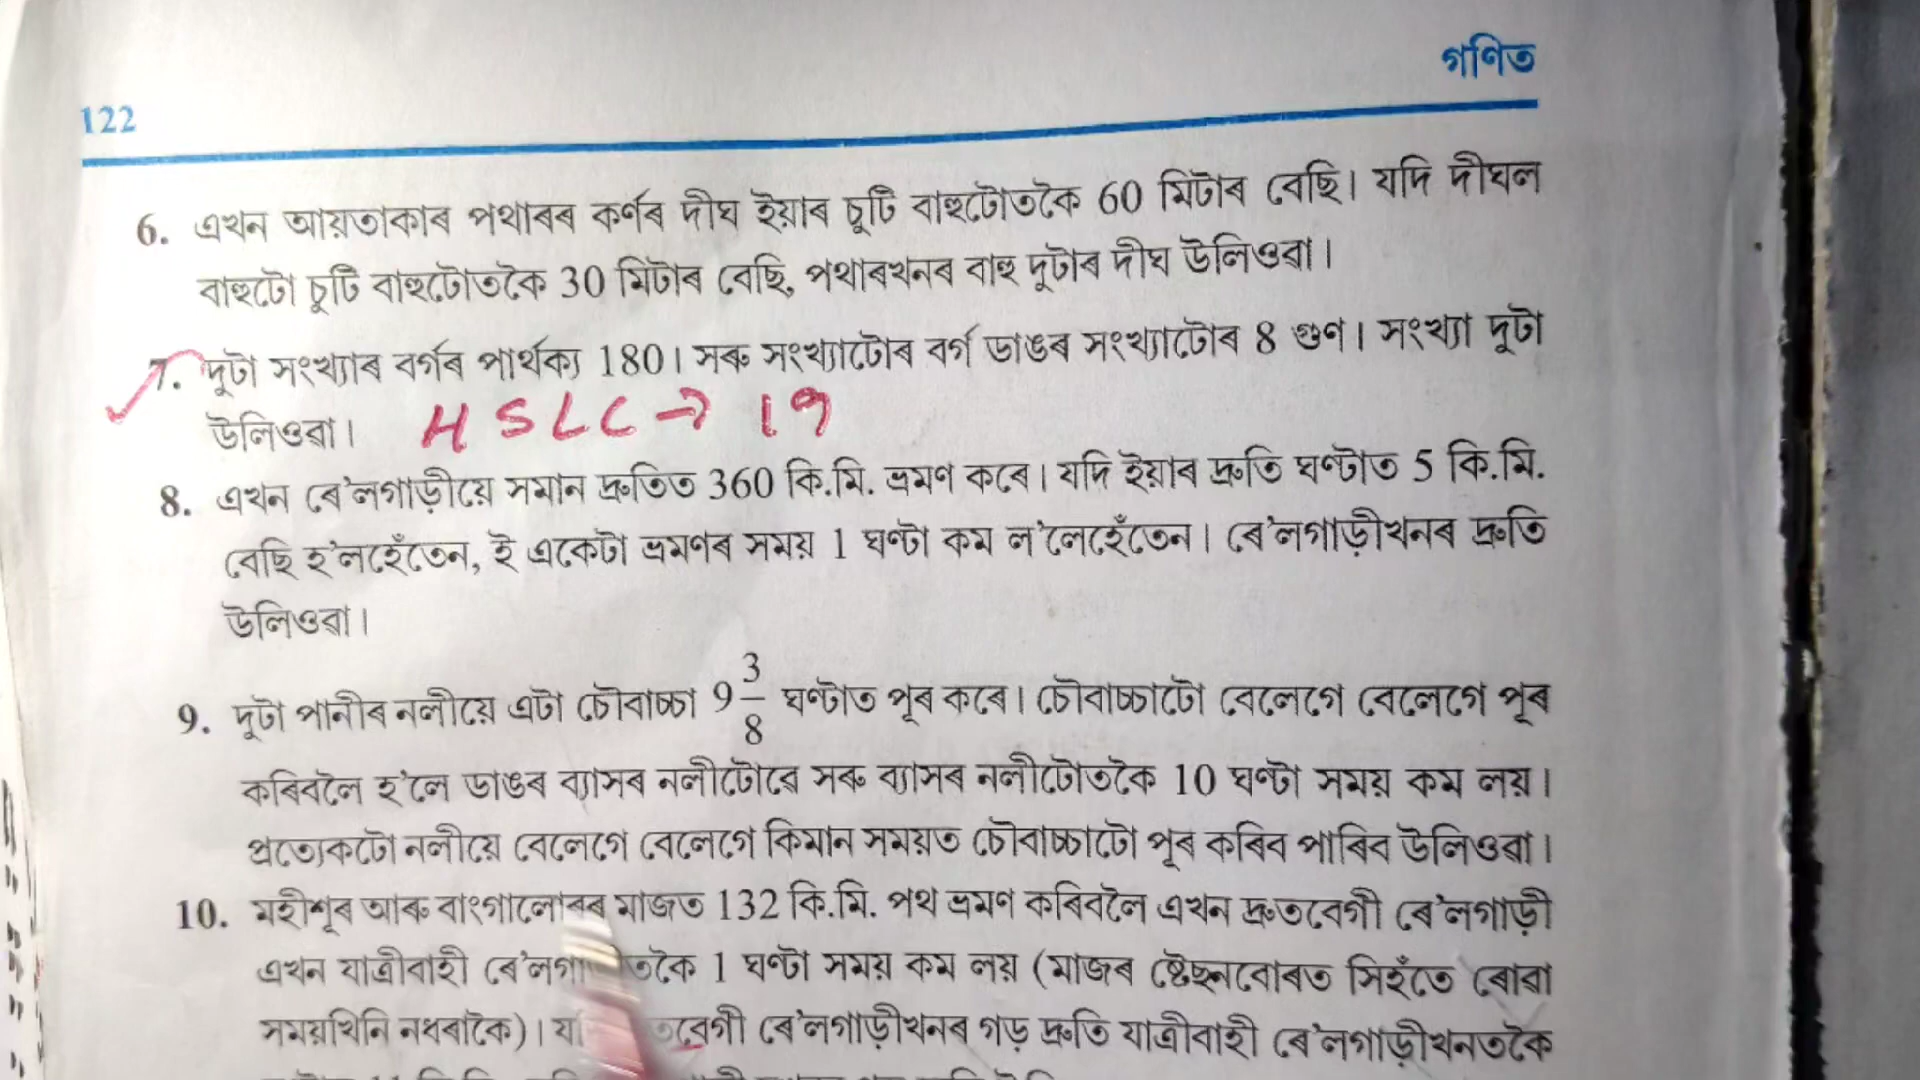 গণিত
122
6. এখন আয়তাকাৰ পথাৰৰ কৰ্ণৰ দীঘ ইয়াৰ চুটি বাহুটোতকৈ 60 মিটাৰ বেছি। যদি দীঘল
বাহুটো চুটি বাহুটোতকৈ 30 মিটাৰ বেছি, পথাৰখনৰ বাহু দুটাৰ দীঘ উলিওৱা।
7. দুটা সংখ্যাৰ বৰ্গৰ পাৰ্থক্য 180। সৰু সংখ্যাটোৰ বৰ্গ ডাঙৰ সংখ্যাটোৰ 8 গুণ। সংখ্যা দুটা
উলিওৱা। HSLC → 19
8. এখন ৰে'লগাড়ীয়ে সমান দ্ৰুতিত 360 কি.মি. ভ্ৰমণ কৰে। যদি ইয়াৰ দ্ৰুতি ঘণ্টাত 5 কি.মি.
বেছি হ'লহেঁতেন, ই একেটা ভ্ৰমণৰ সময় 1 ঘণ্টা কম ল'লেহেঁতেন। ৰে'লগাড়ীখনৰ দ্ৰুতি
উলিওৱা।
9. দুটা পানীৰ নলীয়ে এটা চৌবাচ্চা 9 3/8 ঘণ্টাত পূৰ কৰে। চৌবাচ্চাটো বেলেগে বেলেগে পূৰ
কৰিবলৈ হ'লে ডাঙৰ ব্যাসৰ নলীটোৱে সৰু ব্যাসৰ নলীটোতকৈ 10 ঘণ্টা সময় কম লয়।
প্ৰত্যেকটো নলীয়ে বেলেগে বেলেগে কিমান সময়ত চৌবাচ্চাটো পূৰ কৰিব পাৰিব উলিওৱা।
10. মহীশূৰ আৰু বাংগালোৰৰ মাজত 132 কি.মি. পথ ভ্ৰমণ কৰিবলৈ এখন দ্ৰুতবেগী ৰে'লগাড়ী
এখন যাত্ৰীবাহী 1 ঘণ্টা সময় কম লয় (মাজৰ ষ্টেছনবোৰত সিহঁতে ৰোৱা
সময়খিনি নধৰাকৈ)। ৰে'লগাড়ীখনৰ গড় দ্ৰুতি যাত্ৰীবাহী ৰে'লগাড়ীখনতকৈ